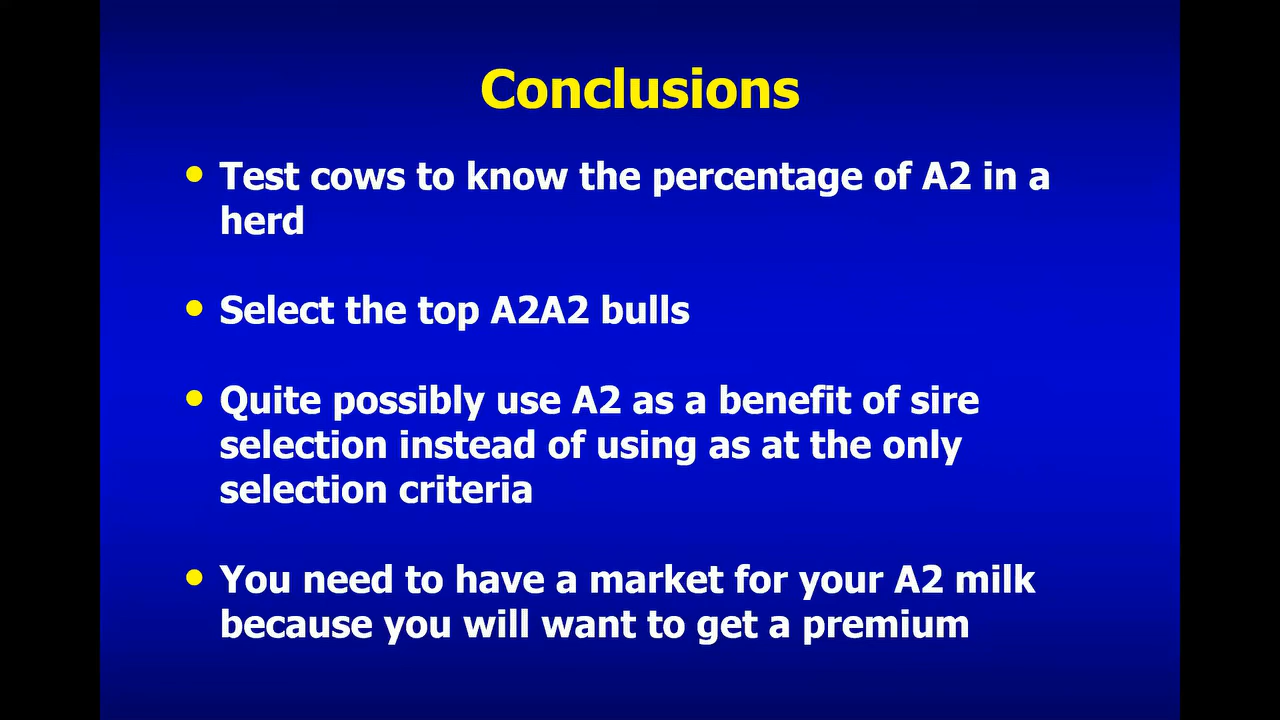 Conclusions
• Test cows to know the percentage of A2 in a
herd
• Select the top A2A2 bulls
• Quite possibly use A2 as a benefit of sire
selection instead of using as at the only
selection criteria
• You need to have a market for your A2 milk
because you will want to get a premium